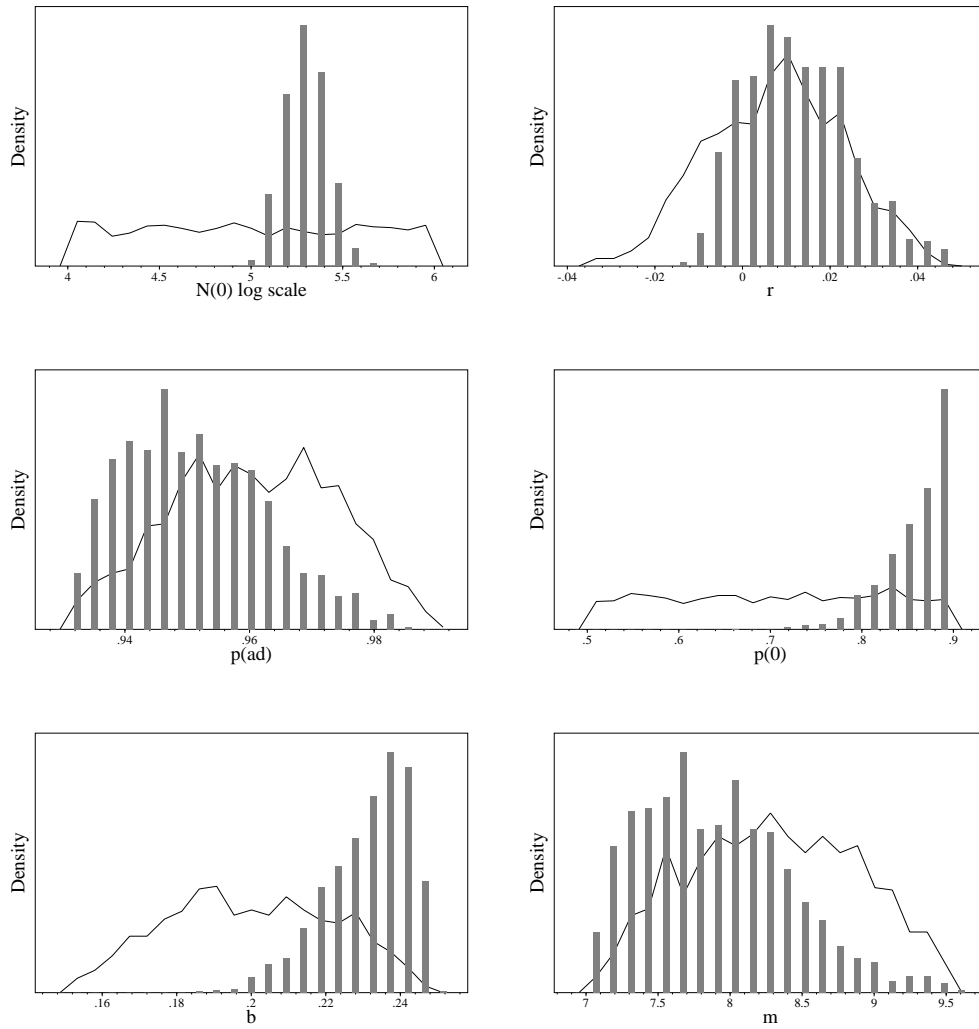 Density
4 4.5 5 5.5 6
N(0) log scale
Density
-.04 -.02 0 .02 .04
r
Density
.94 .96 .98
p(ad)
Density
.5 .6 .7 .8 .9
p(0)
Density
.16 .18 .2 .22 .24
b
Density
7 7.5 8 8.5 9 9.5
m